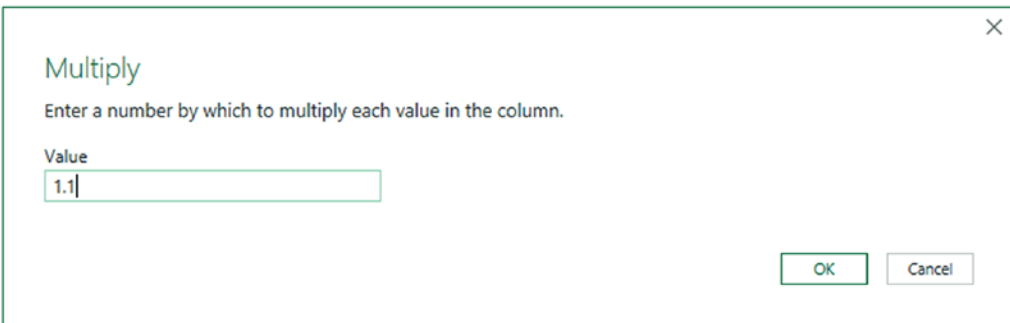 Multiply
Enter a number by which to multiply each value in the column.
Value
1.1
OK Cancel